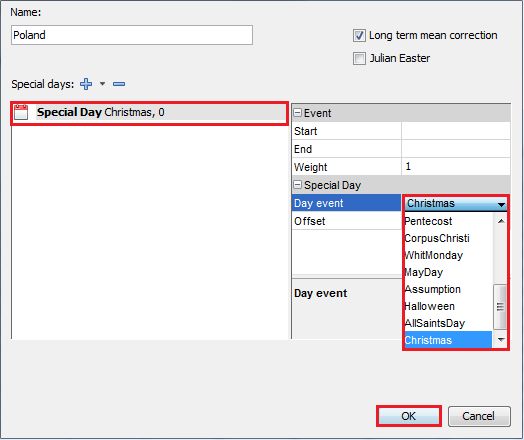 Name:
Poland
Long term mean correction
Julian Easter
Special days:
Special Day Christmas, 0
Event
Start
End
Weight 1
Special Day
Day event Christmas
Offset
Pentecost
CorpusChristi
WhitMonday
MayDay
Assumption
Halloween
AllSaintsDay
Christmas
Day event
OK Cancel